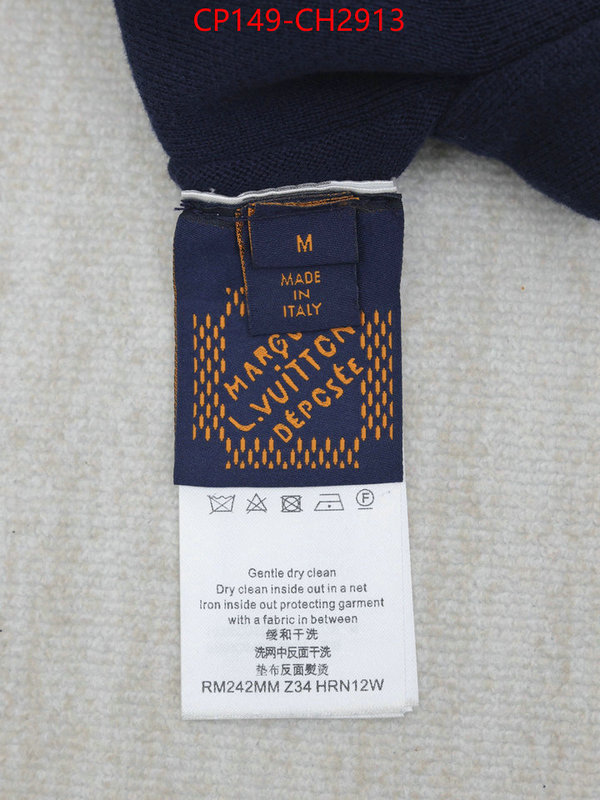 CP149-CH2913
M
MADE
IN
ITALY
MARQU
L.VUITTON
DÉPOSÉE
F
Gentle dry clean
Dry clean inside out in a net
Iron inside out protecting garment
with a fabric in between
缓和干洗
洗网中反面干洗
垫布反面熨烫
RM242MM Z34 HRN12W